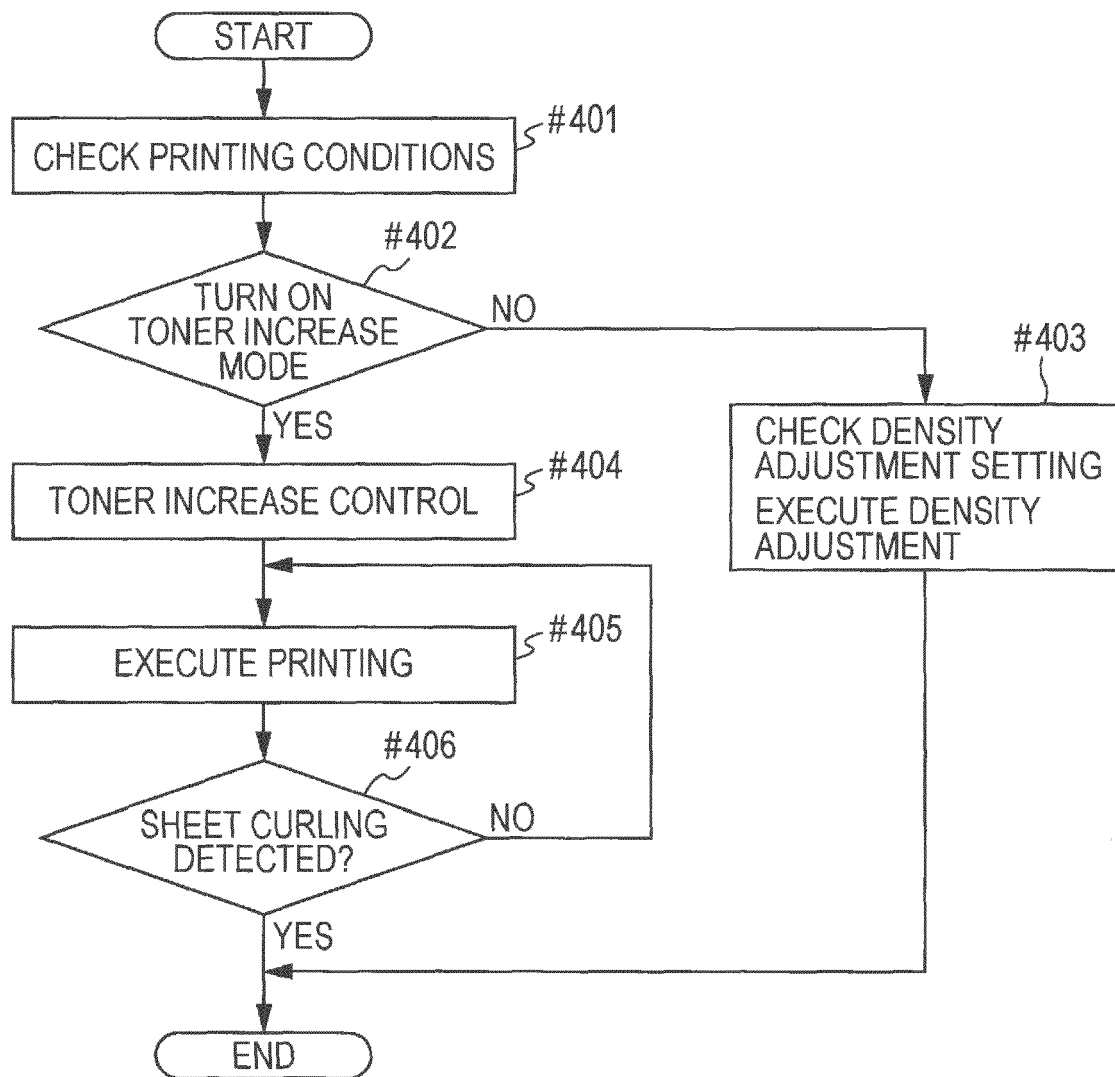 START
#401
CHECK PRINTING CONDITIONS
#402
TURN ON
TONER INCREASE
MODE
NO
YES
#403
CHECK DENSITY
ADJUSTMENT SETTING
EXECUTE DENSITY
ADJUSTMENT
#404
TONER INCREASE CONTROL
#405
EXECUTE PRINTING
#406
SHEET CURLING
DETECTED?
NO
YES
END